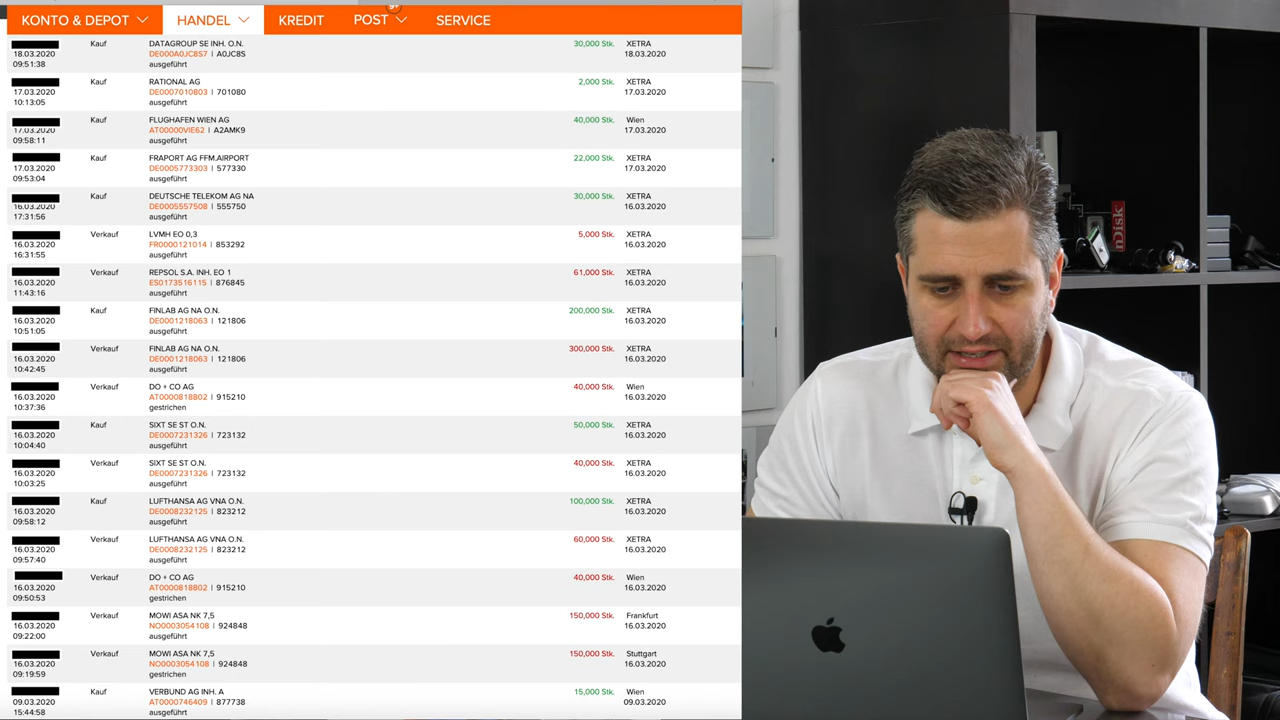 9+
KONTO & DEPOT HANDEL KREDIT POST SERVICE
Kauf DATAGROUP SE INH. O.N. 30,000 Stk. XETRA
18.03.2020 DE000A0JC8S7 | A0JC8S 18.03.2020
09:51:38 ausgeführt
Kauf RATIONAL AG 2,000 Stk. XETRA
17.03.2020 DE0007010803 | 701080 17.03.2020
10:13:05 ausgeführt
Kauf FLUGHAFEN WIEN AG 40,000 Stk. Wien
17.03.2020 AT00000VIE62 | A2AMK9 17.03.2020
09:58:11 ausgeführt
Kauf FRAPORT AG FFM.AIRPORT 22,000 Stk. XETRA
17.03.2020 DE0005773303 | 577330 17.03.2020
09:53:04 ausgeführt
Kauf DEUTSCHE TELEKOM AG NA 30,000 Stk. XETRA
16.03.2020 DE0005557508 | 555750 16.03.2020
17:31:56 ausgeführt
Verkauf LVMH EO 0,3 5,000 Stk. XETRA
16.03.2020 FR0000121014 | 853292 16.03.2020
16:31:55 ausgeführt
Verkauf REPSOL S.A. INH. EO 1 61,000 Stk. XETRA
16.03.2020 ES0173516115 | 876845 16.03.2020
11:43:16 ausgeführt
Kauf FINLAB AG NA O.N. 200,000 Stk. XETRA
16.03.2020 DE0001218063 | 121806 16.03.2020
10:51:05 ausgeführt
Verkauf FINLAB AG NA O.N. 300,000 Stk. XETRA
16.03.2020 DE0001218063 | 121806 16.03.2020
10:42:45 ausgeführt
Verkauf DO + CO AG 40,000 Stk. Wien
16.03.2020 AT0000818802 | 915210 16.03.2020
10:37:36 gestrichen
Kauf SIXT SE ST O.N. 50,000 Stk. XETRA
16.03.2020 DE0007231326 | 723132 16.03.2020
10:04:40 ausgeführt
Verkauf SIXT SE ST O.N. 40,000 Stk. XETRA
16.03.2020 DE0007231326 | 723132 16.03.2020
10:03:25 ausgeführt
Kauf LUFTHANSA AG VNA O.N. 100,000 Stk. XETRA
16.03.2020 DE0008232125 | 823212 16.03.2020
09:58:12 ausgeführt
Verkauf LUFTHANSA AG VNA O.N. 60,000 Stk. XETRA
16.03.2020 DE0008232125 | 823212 16.03.2020
09:57:40 ausgeführt
Verkauf DO + CO AG 40,000 Stk. Wien
16.03.2020 AT0000818802 | 915210 16.03.2020
09:50:53 gestrichen
Verkauf MOWI ASA NK 7,5 150,000 Stk. Frankfurt
16.03.2020 NO0003054108 | 924848 16.03.2020
09:22:00 ausgeführt
Verkauf MOWI ASA NK 7,5 150,000 Stk. Stuttgart
16.03.2020 NO0003054108 | 924848 16.03.2020
09:19:59 gestrichen
Kauf VERBUND AG INH. A 15,000 Stk. Wien
09.03.2020 AT0000746409 | 877738 09.03.2020
15:44:58 ausgeführt